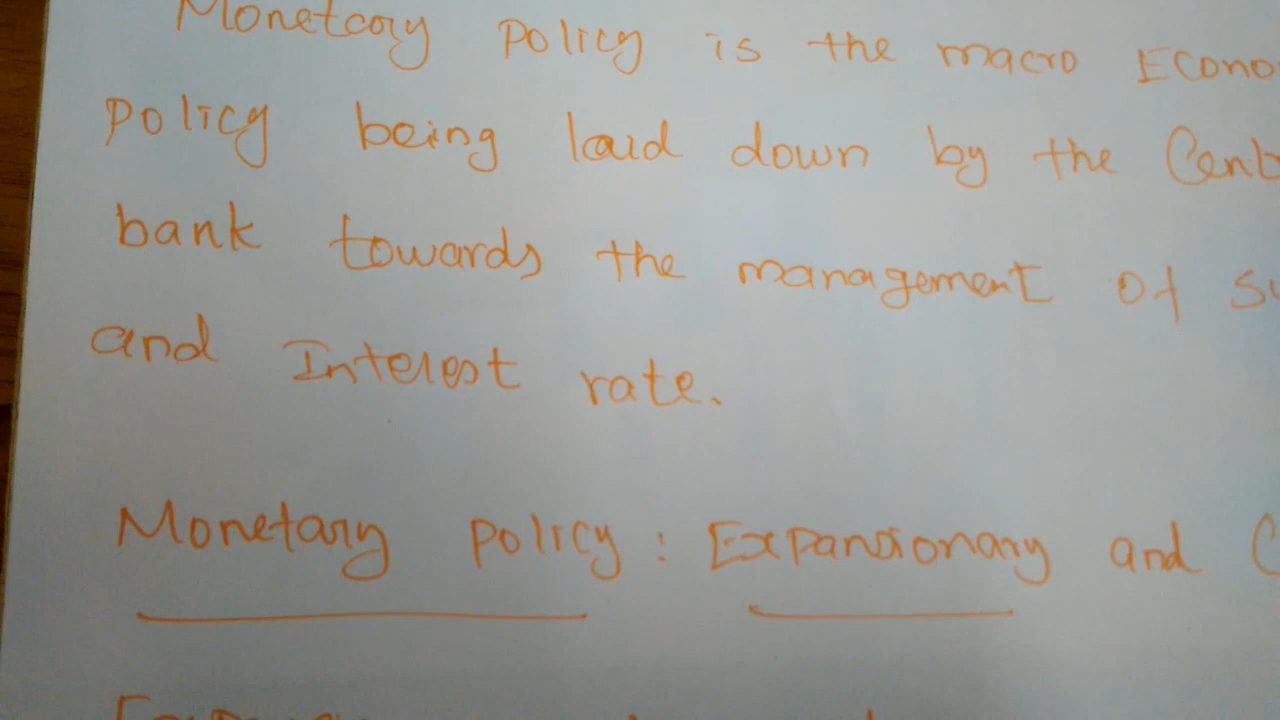 Monetary Policy is the macro Econo
Policy being laid down by the Cent
bank towards the management of su
and Interest rate.
Monetary policy: Expansionary and C